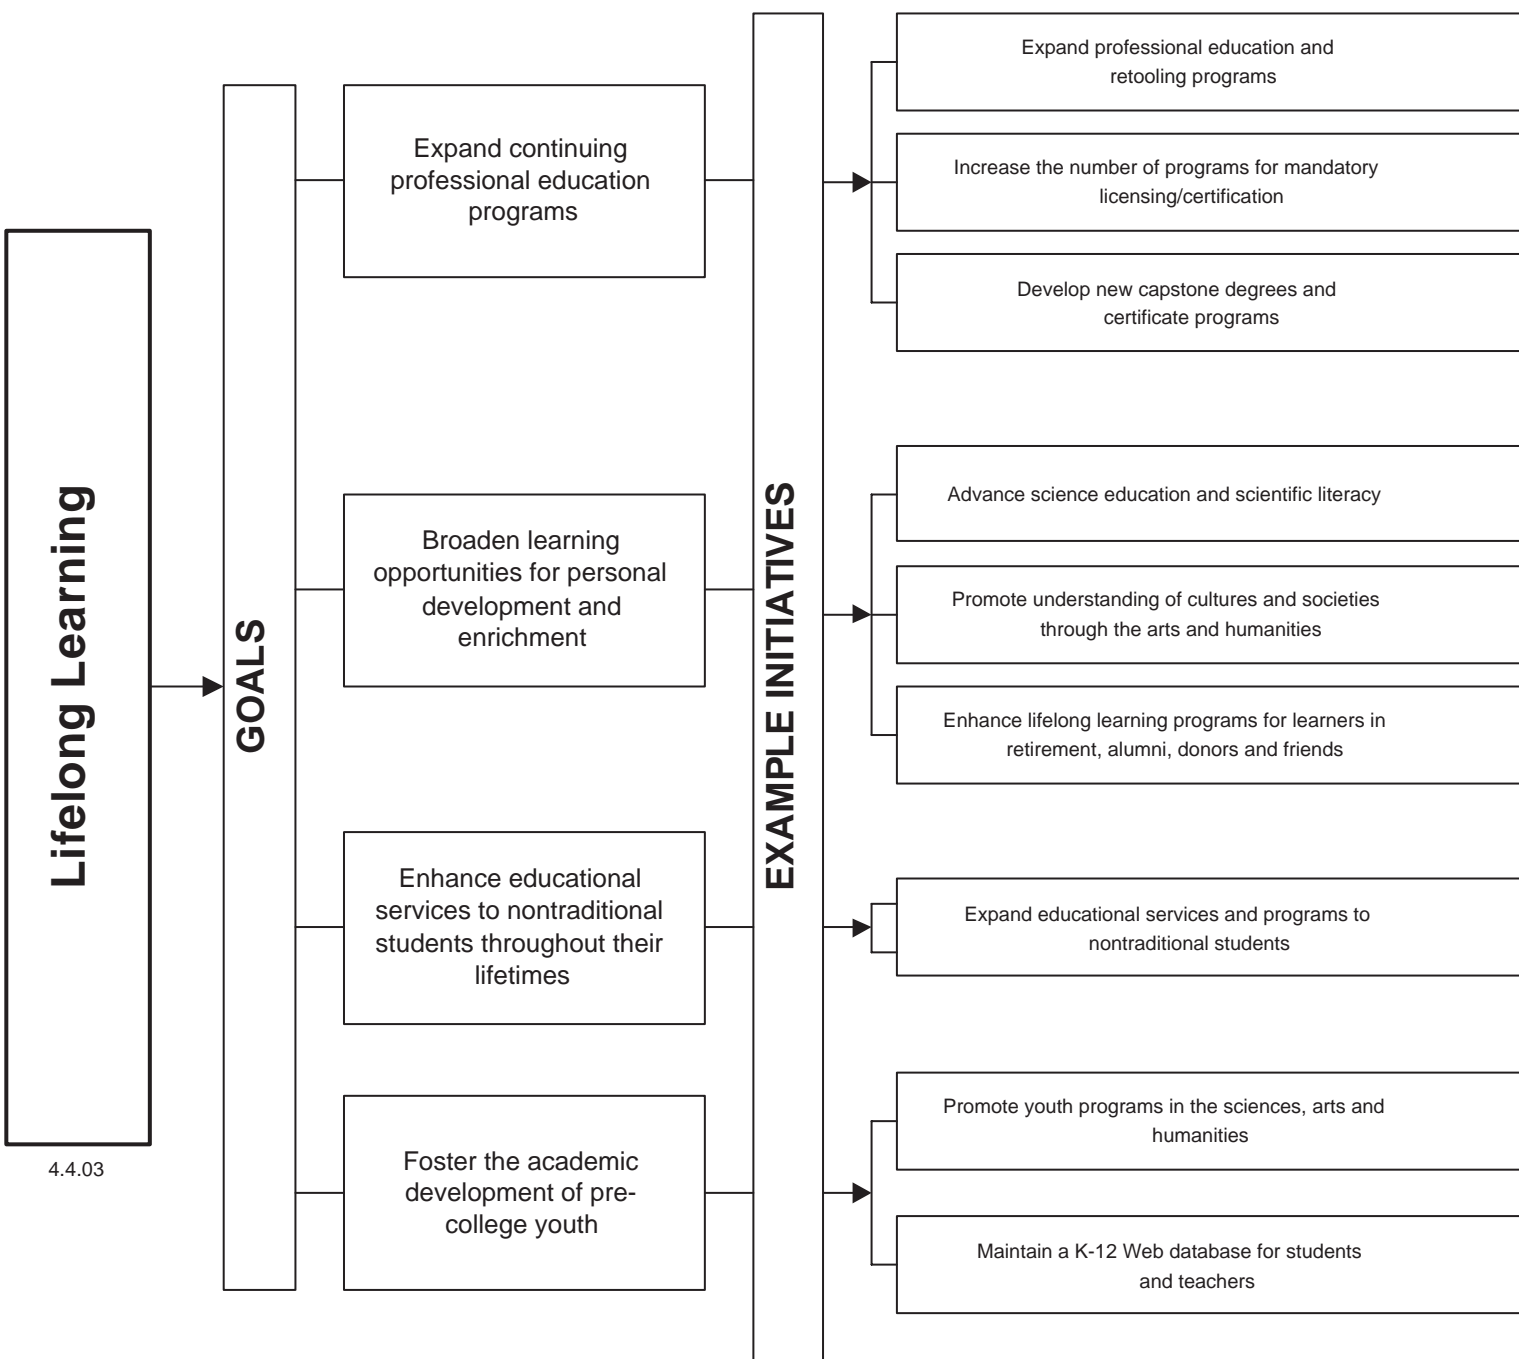 Lifelong Learning
4.4.03
GOALS
Expand continuing
professional education
programs
Broaden learning
opportunities for personal
development and
enrichment
Enhance educational
services to nontraditional
students throughout their
lifetimes
Foster the academic
development of pre-
college youth
EXAMPLE INITIATIVES
Expand professional education and
retooling programs
Increase the number of programs for mandatory
licensing/certification
Develop new capstone degrees and
certificate programs
Advance science education and scientific literacy
Promote understanding of cultures and societies
through the arts and humanities
Enhance lifelong learning programs for learners in
retirement, alumni, donors and friends
Expand educational services and programs to
nontraditional students
Promote youth programs in the sciences, arts and
humanities
Maintain a K-12 Web database for students
and teachers